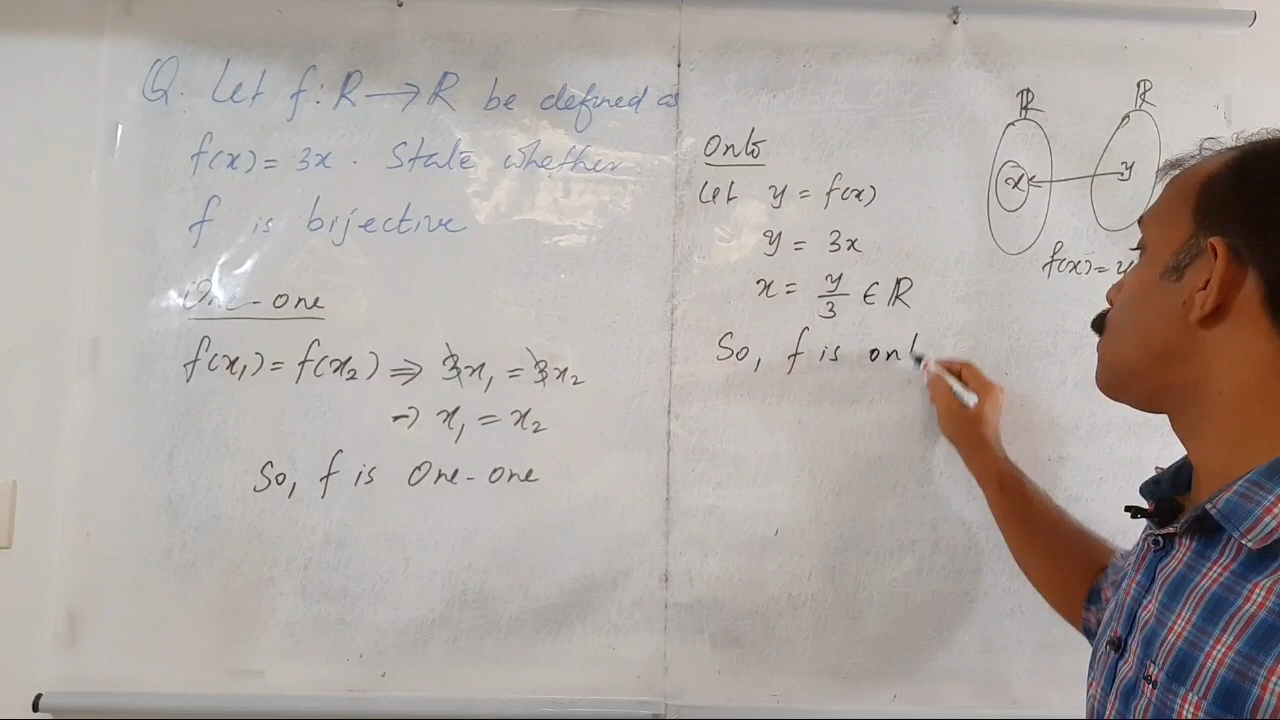 Q. Let f : R → R be defined as
f(x) = 3x . State whether
f is bijective
One-one
f(x₁) = f(x₂) ⇒ 3x₁ = 3x₂
⇒ x₁ = x₂
So, f is One-one
Onto
Let y = f(x)
y = 3x
x = y/3 ∈ R
So, f is ont
R R
x y
f(x) = y